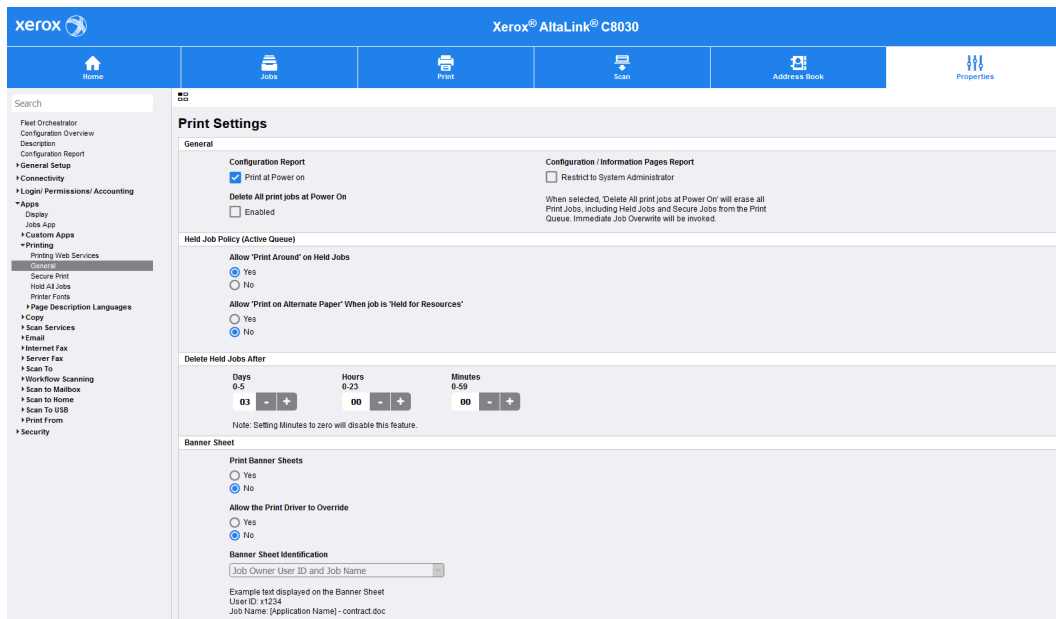 xerox
Xerox® AltaLink® C8030
Home
Jobs
Print
Scan
Address Book
Properties
Search
Fleet Orchestrator
Configuration Overview
Description
Configuration Report
General Setup
Connectivity
Login/ Permissions/ Accounting
Apps
Display
Jobs App
Custom Apps
Printing
Printing Web Services
General
Secure Print
Hold All Jobs
Printer Fonts
Page Description Languages
Copy
Scan Services
Email
Internet Fax
Server Fax
Scan To
Workflow Scanning
Scan to Mailbox
Scan to Home
Scan To USB
Print From
Security
Print Settings
General
Configuration Report
Print at Power on
Delete All print jobs at Power On
Enabled
Configuration / Information Pages Report
Restrict to System Administrator
When selected, 'Delete All print jobs at Power On' will erase all
Print Jobs, including Held Jobs and Secure Jobs from the Print
Queue. Immediate Job Overwrite will be invoked.
Held Job Policy (Active Queue)
Allow 'Print Around' on Held Jobs
Yes
No
Allow 'Print on Alternate Paper' When job is 'Held for Resources'
Yes
No
Delete Held Jobs After
Days Hours Minutes
0-5 0-23 0-59
03 - + 00 - + 00 - +
Note: Setting Minutes to zero will disable this feature.
Banner Sheet
Print Banner Sheets
Yes
No
Allow the Print Driver to Override
Yes
No
Banner Sheet Identification
Job Owner User ID and Job Name
Example text displayed on the Banner Sheet
User ID: x1234
Job Name: [Application Name] - contract.doc